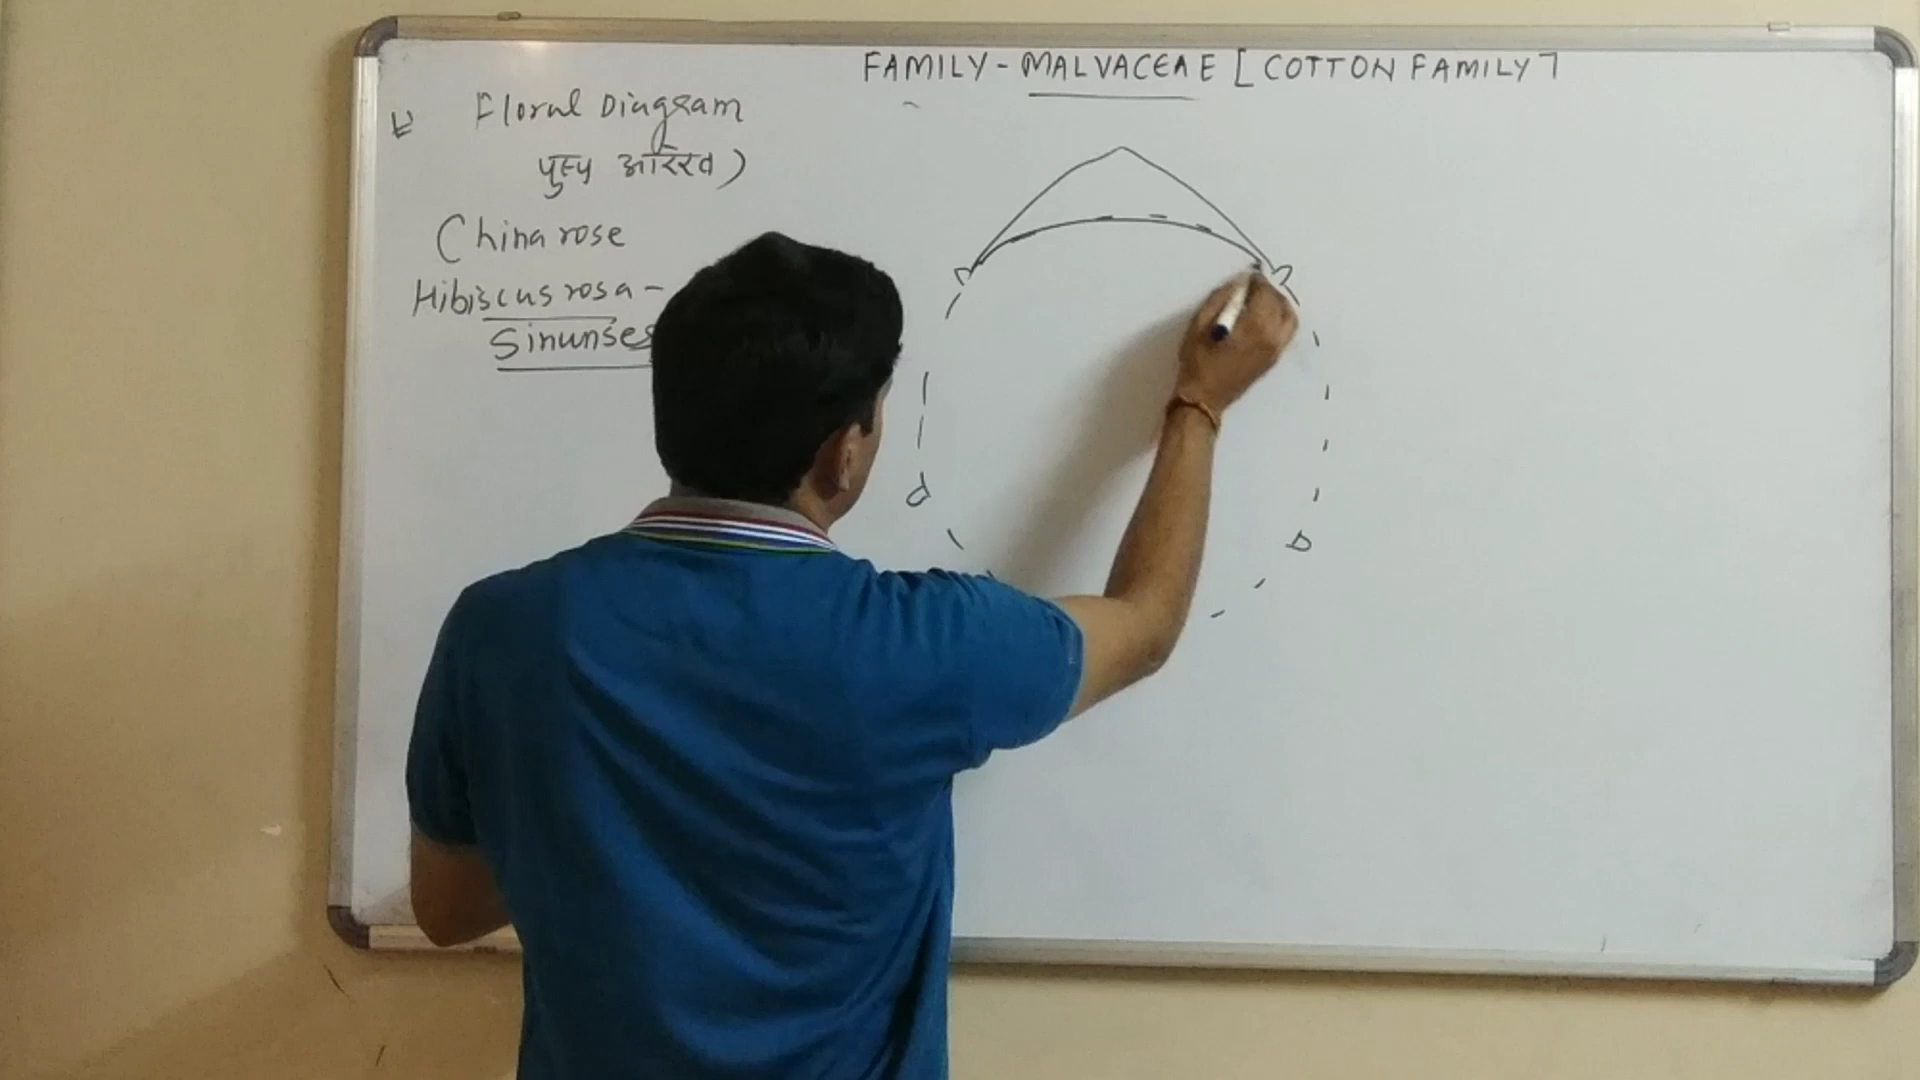 FAMILY - MALVACEAE [COTTON FAMILY]
Floral Diagram
पुष्प आरेख)
China rose
Hibiscus rosa -
Sinunses